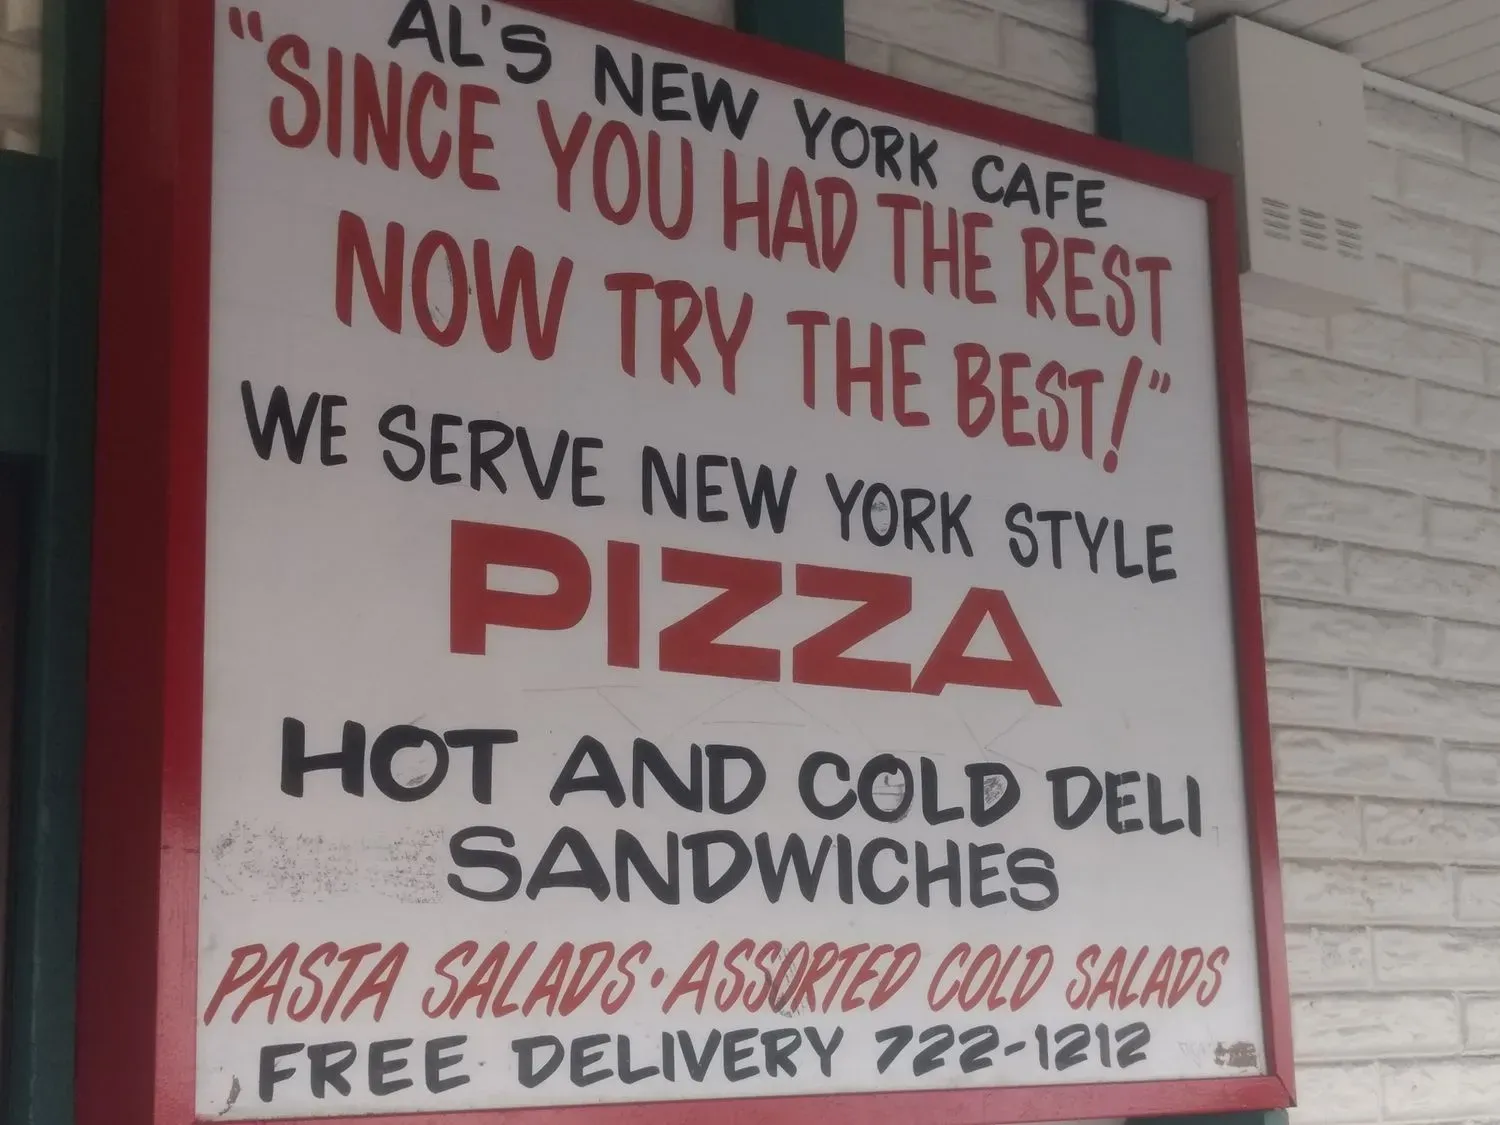 AL'S NEW YORK CAFE
"SINCE YOU HAD THE REST
NOW TRY THE BEST!"
WE SERVE NEW YORK STYLE
PIZZA
HOT AND COLD DELI
SANDWICHES
PASTA SALADS · ASSORTED COLD SALADS
FREE DELIVERY 722-1212